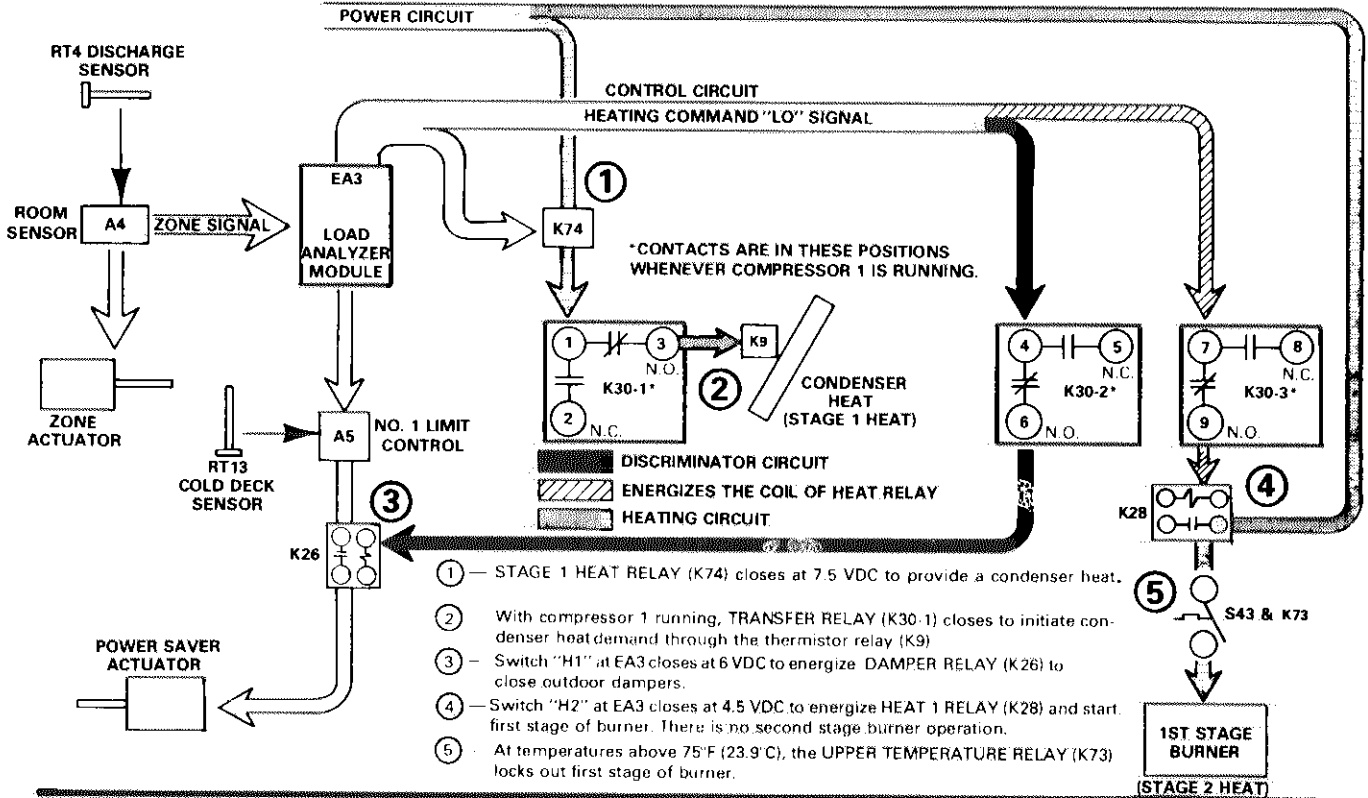 POWER CIRCUIT
RT4 DISCHARGE
SENSOR
CONTROL CIRCUIT
HEATING COMMAND "LO" SIGNAL
ROOM
SENSOR
A4
ZONE SIGNAL
EA3
LOAD
ANALYZER
MODULE
1
K74
*CONTACTS ARE IN THESE POSITIONS
WHENEVER COMPRESSOR 1 IS RUNNING.
ZONE
ACTUATOR
1
3
N.O.
K30-1*
2
N.C.
K9
2
CONDENSER
HEAT
(STAGE 1 HEAT)
4
5
N.C.
K30-2*
6
N.O.
7
8
N.C.
K30-3*
9
N.O.
RT13
COLD DECK
SENSOR
A5
NO. 1 LIMIT
CONTROL
DISCRIMINATOR CIRCUIT
ENERGIZES THE COIL OF HEAT RELAY
HEATING CIRCUIT
3
K26
K28
4
5
S43 & K73
1ST STAGE
BURNER
(STAGE 2 HEAT)
POWER SAVER
ACTUATOR
1 — STAGE 1 HEAT RELAY (K74) closes at 7.5 VDC to provide a condenser heat.
2 With compressor 1 running, TRANSFER RELAY (K30-1) closes to initiate con-
denser heat demand through the thermistor relay (K9)
3 — Switch "H1" at EA3 closes at 6 VDC to energize DAMPER RELAY (K26) to
close outdoor dampers.
4 — Switch "H2" at EA3 closes at 4.5 VDC to energize HEAT 1 RELAY (K28) and start
first stage of burner. There is no second stage burner operation.
5 — At temperatures above 75°F (23.9°C), the UPPER TEMPERATURE RELAY (K73)
locks out first stage of burner.